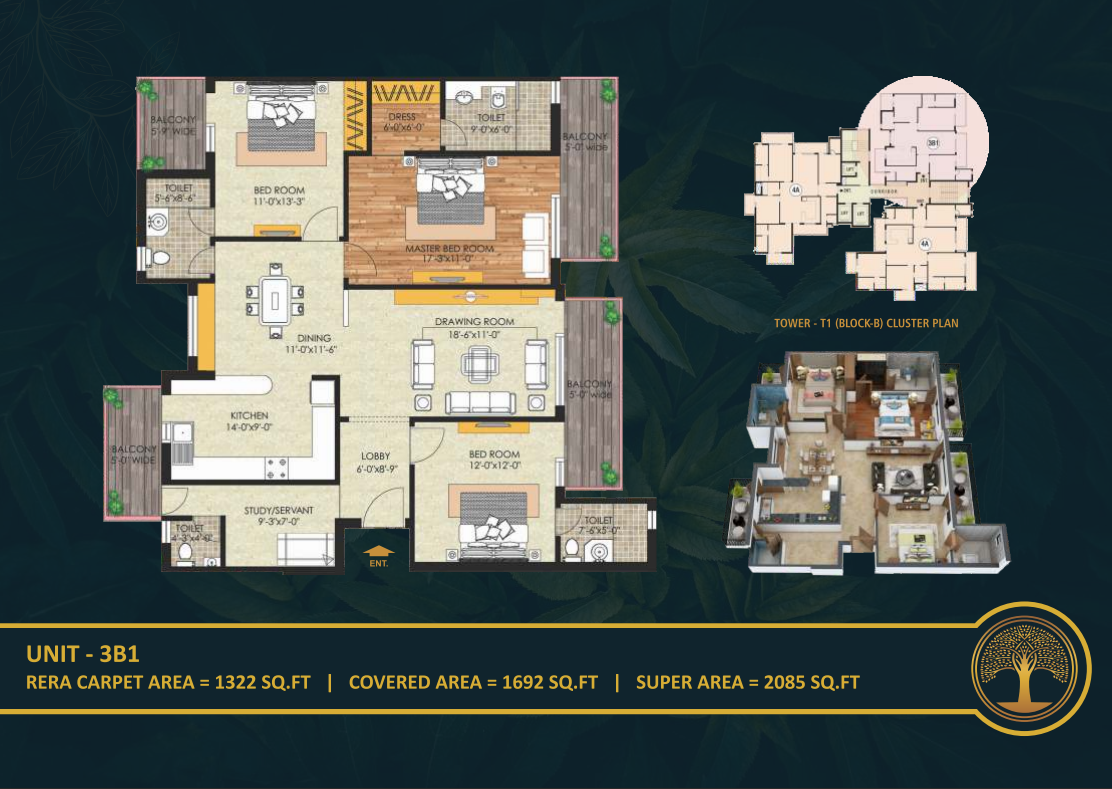 BALCONY
5'-9" WIDE
DRESS
6'-0"x6'-0"
TOILET
9'-0"x6'-0"
BALCONY
5'-0" wide
TOILET
5'-6"x8'-6"
BED ROOM
11'-0"x13'-3"
MASTER BED ROOM
17'-3"x11'-0"
DINING
11'-0"x11'-6"
DRAWING ROOM
18'-6"x11'-0"
BALCONY
5'-0" wide
KITCHEN
14'-0"x9'-0"
BALCONY
5'-0" WIDE
LOBBY
6'-0"x8'-9"
BED ROOM
12'-0"x12'-0"
STUDY/SERVANT
9'-3"x7'-0"
TOILET
4'-3"x4'-6"
TOILET
7'-6"x5'-0"
ENT.
3B1
4A
LIFT
CORRIDOR
LIFT
LIFT
4A
TOWER - T1 (BLOCK-B) CLUSTER PLAN
UNIT - 3B1
RERA CARPET AREA = 1322 SQ.FT | COVERED AREA = 1692 SQ.FT | SUPER AREA = 2085 SQ.FT